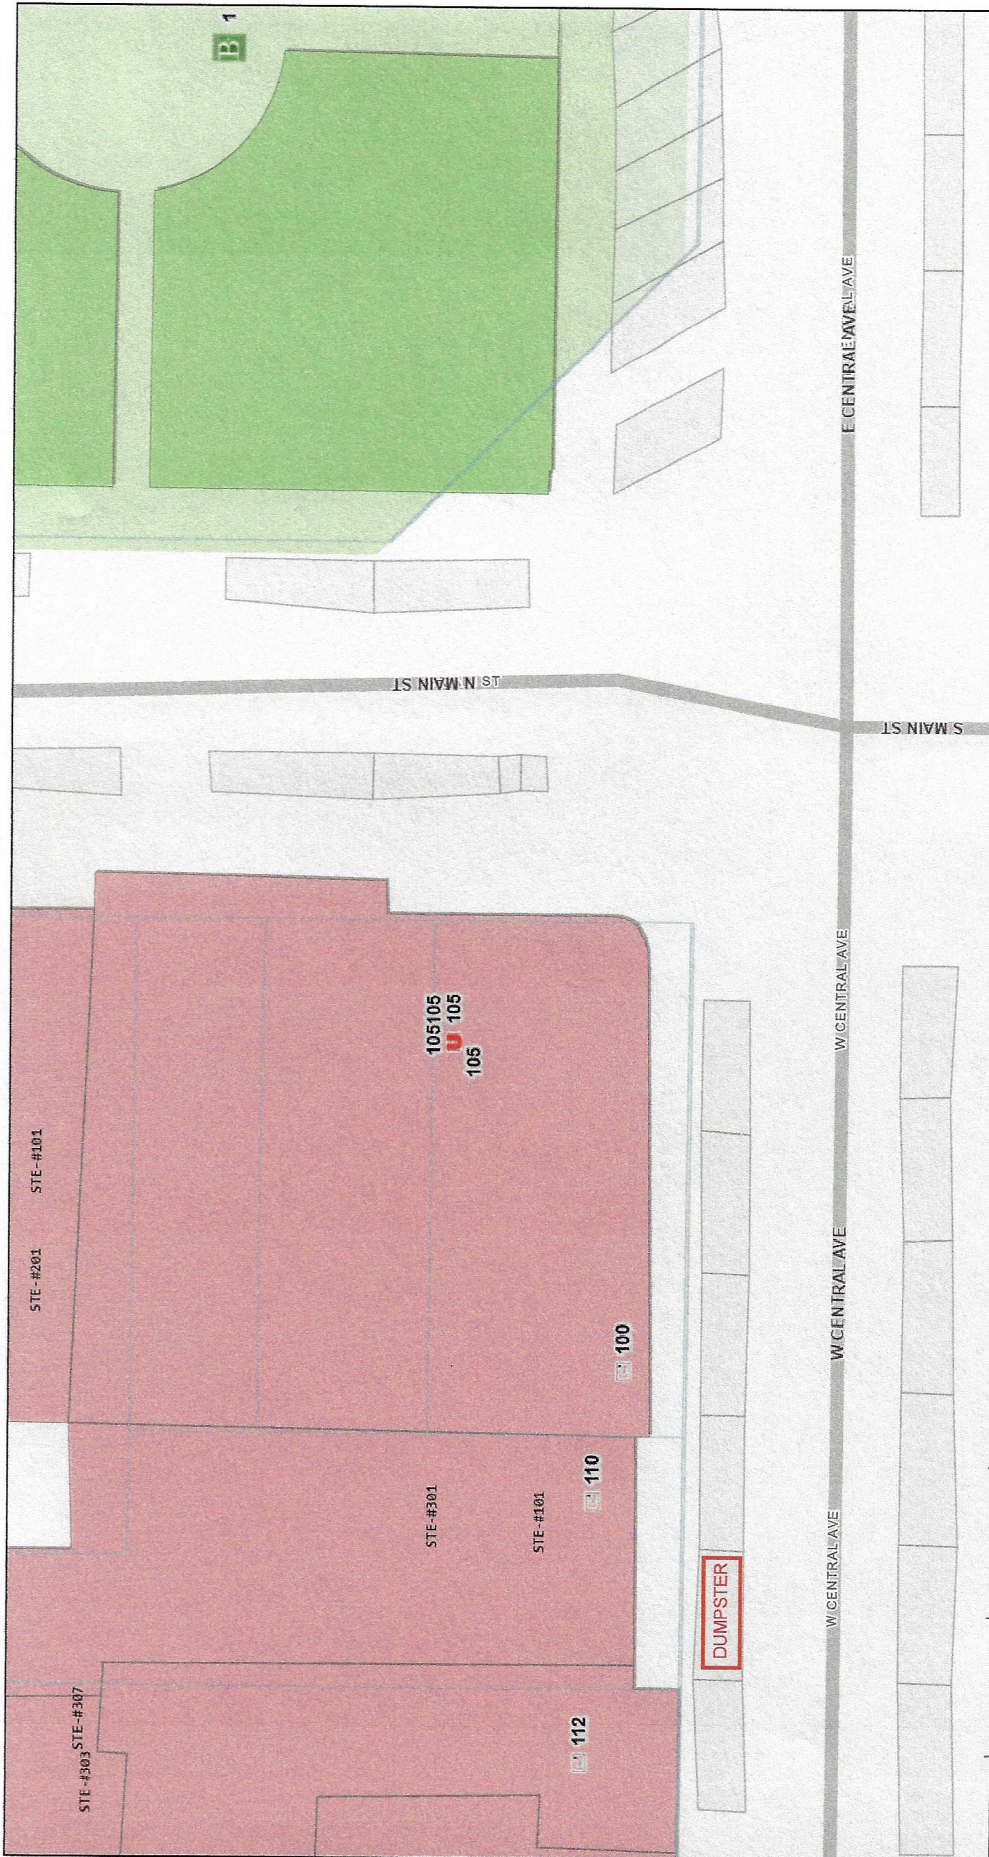 B 1
E CENTRAL AVE
N MAIN ST
S MAIN ST
W CENTRAL AVE
105105
105
105
STE-#101
STE-#201
100
W CENTRAL AVE
110
STE-#301
STE-#101
W CENTRAL AVE
DUMPSTER
112
STE-#307
STE-#303